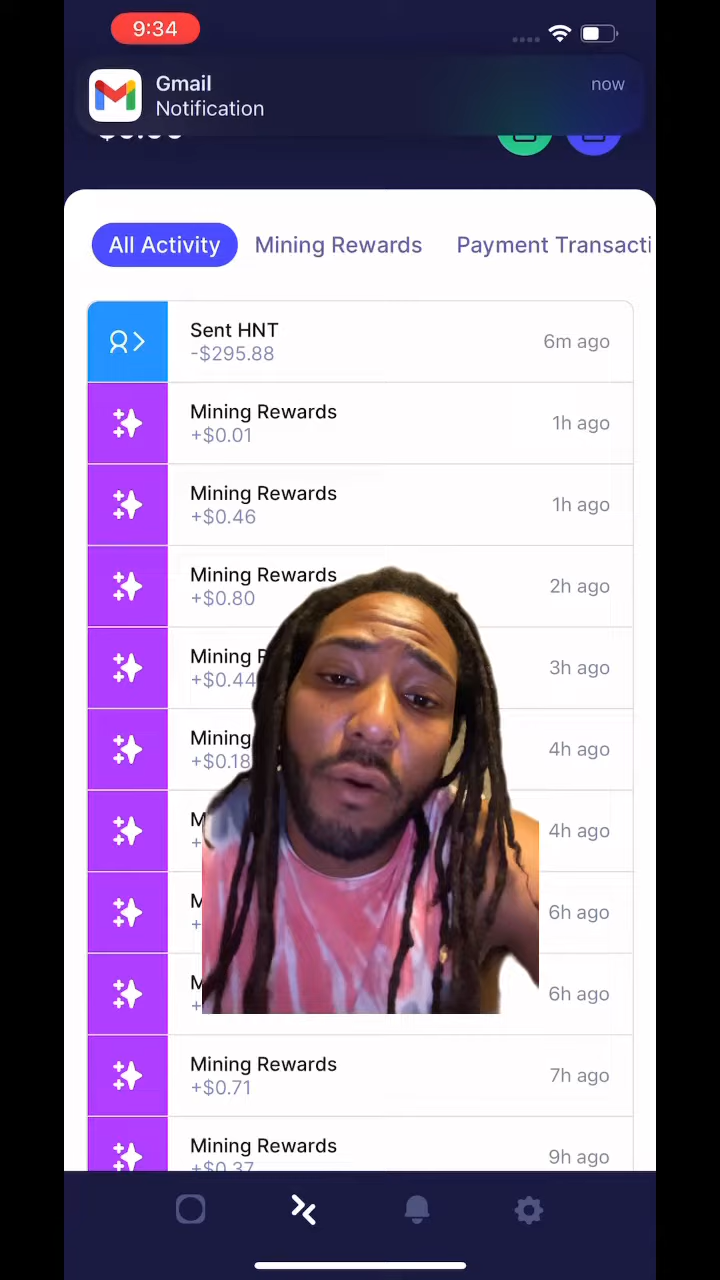 9:34
Gmail
now
Notification
All Activity
Mining Rewards
Payment Transacti
Sent HNT
-$295.88
6m ago
Mining Rewards
+$0.01
1h ago
Mining Rewards
+$0.46
1h ago
Mining Rewards
+$0.80
2h ago
Mining
+$0.44
3h ago
Mining
+$0.18
4h ago
4h ago
6h ago
6h ago
Mining Rewards
+$0.71
7h ago
Mining Rewards
+$0.37
9h ago